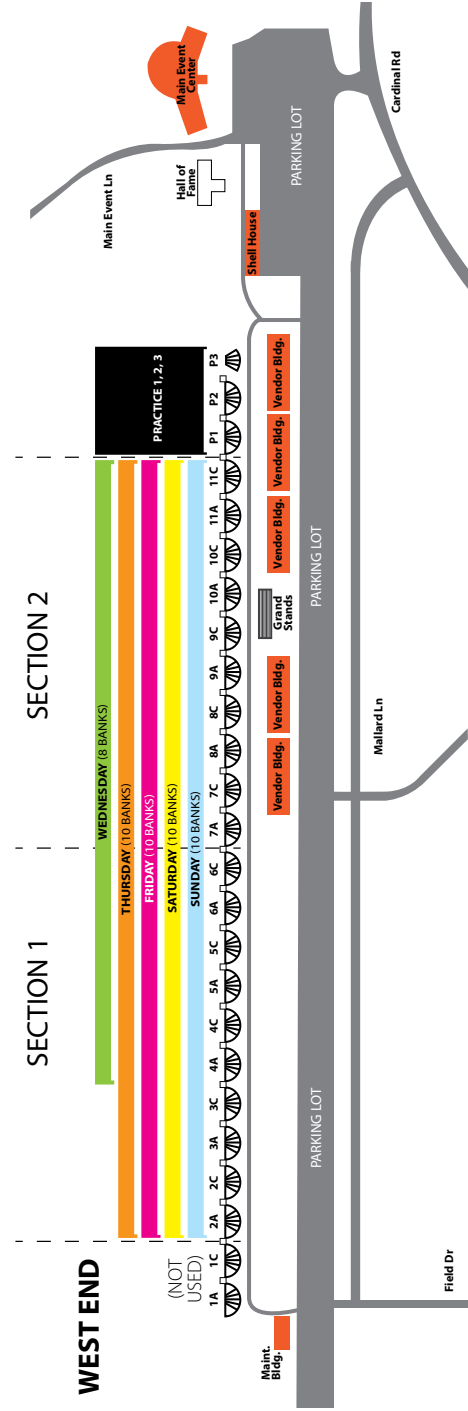 WEST END
SECTION 1
SECTION 2
WEDNESDAY (8 BANKS)
THURSDAY (10 BANKS)
FRIDAY (10 BANKS)
SATURDAY (10 BANKS)
SUNDAY (10 BANKS)
PRACTICE 1, 2, 3
(NOT
USED)
1A
1C
2A
2C
3A
3C
4A
4C
5A
5C
6A
6C
7A
7C
8A
8C
9A
9C
10A
10C
11A
11C
P1
P2
P3
Main Event Ln
Hall of
Fame
Main Event
Center
Shell House
Maint.
Bldg.
Vendor Bldg.
Vendor Bldg.
Grand
Stands
Vendor Bldg.
Vendor Bldg.
Vendor Bldg.
PARKING LOT
PARKING LOT
PARKING LOT
Field Dr
Mallard Ln
Cardinal Rd